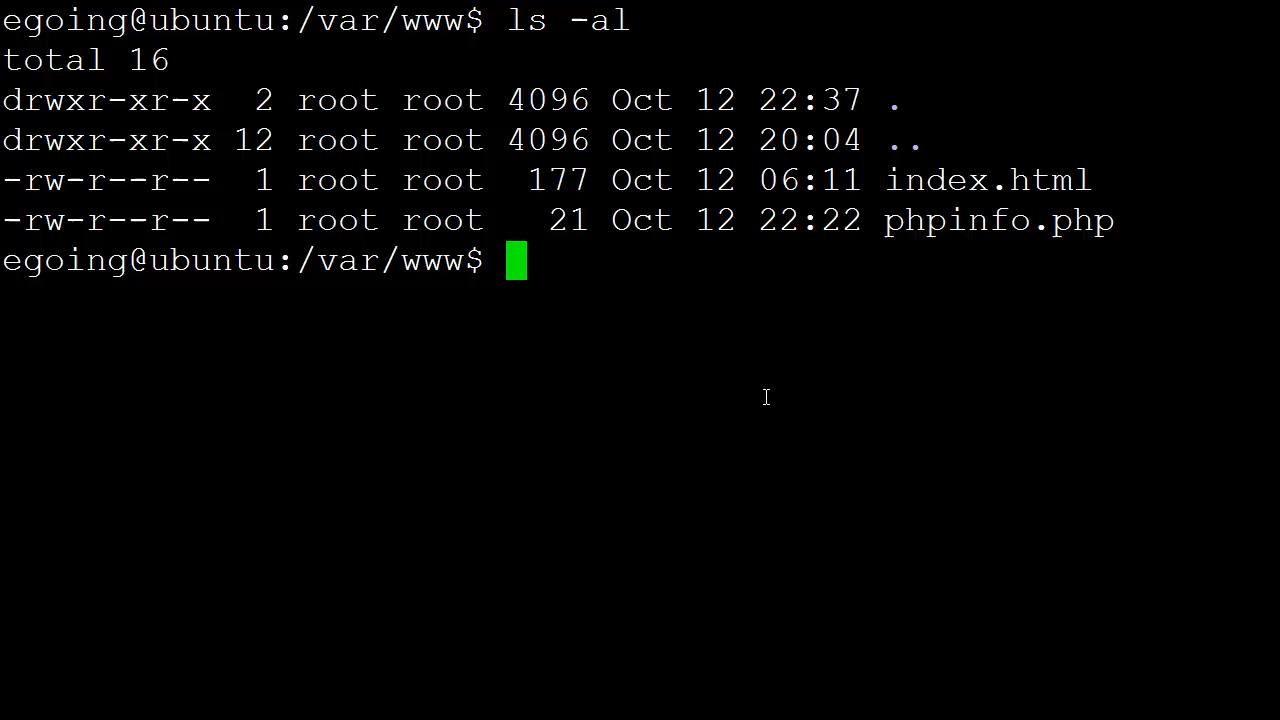 egoing@ubuntu:/var/www$ ls -al
total 16
drwxr-xr-x  2 root root 4096 Oct 12 22:37 .
drwxr-xr-x 12 root root 4096 Oct 12 20:04 ..
-rw-r--r--  1 root root  177 Oct 12 06:11 index.html
-rw-r--r--  1 root root   21 Oct 12 22:22 phpinfo.php
egoing@ubuntu:/var/www$